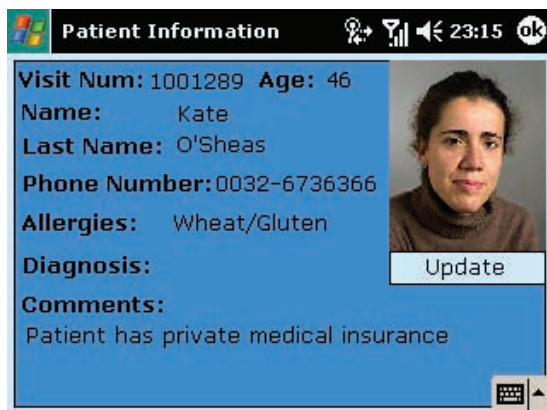 Patient Information 23:15 ok
Visit Num: 1001289 Age: 46
Name: Kate
Last Name: O'Sheas
Phone Number: 0032-6736366
Allergies: Wheat/Gluten
Diagnosis:
Update
Comments:
Patient has private medical insurance